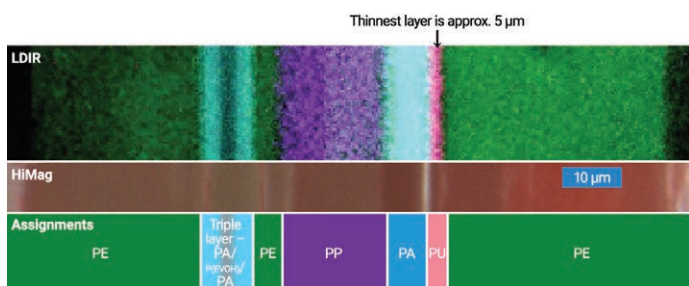 Thinnest layer is approx. 5 µm
LDIR
HiMag
10 µm
Assignments
PE
Triple
layer –
PA/
P(EVOH)/
PA
PE
PP
PA
PU
PE